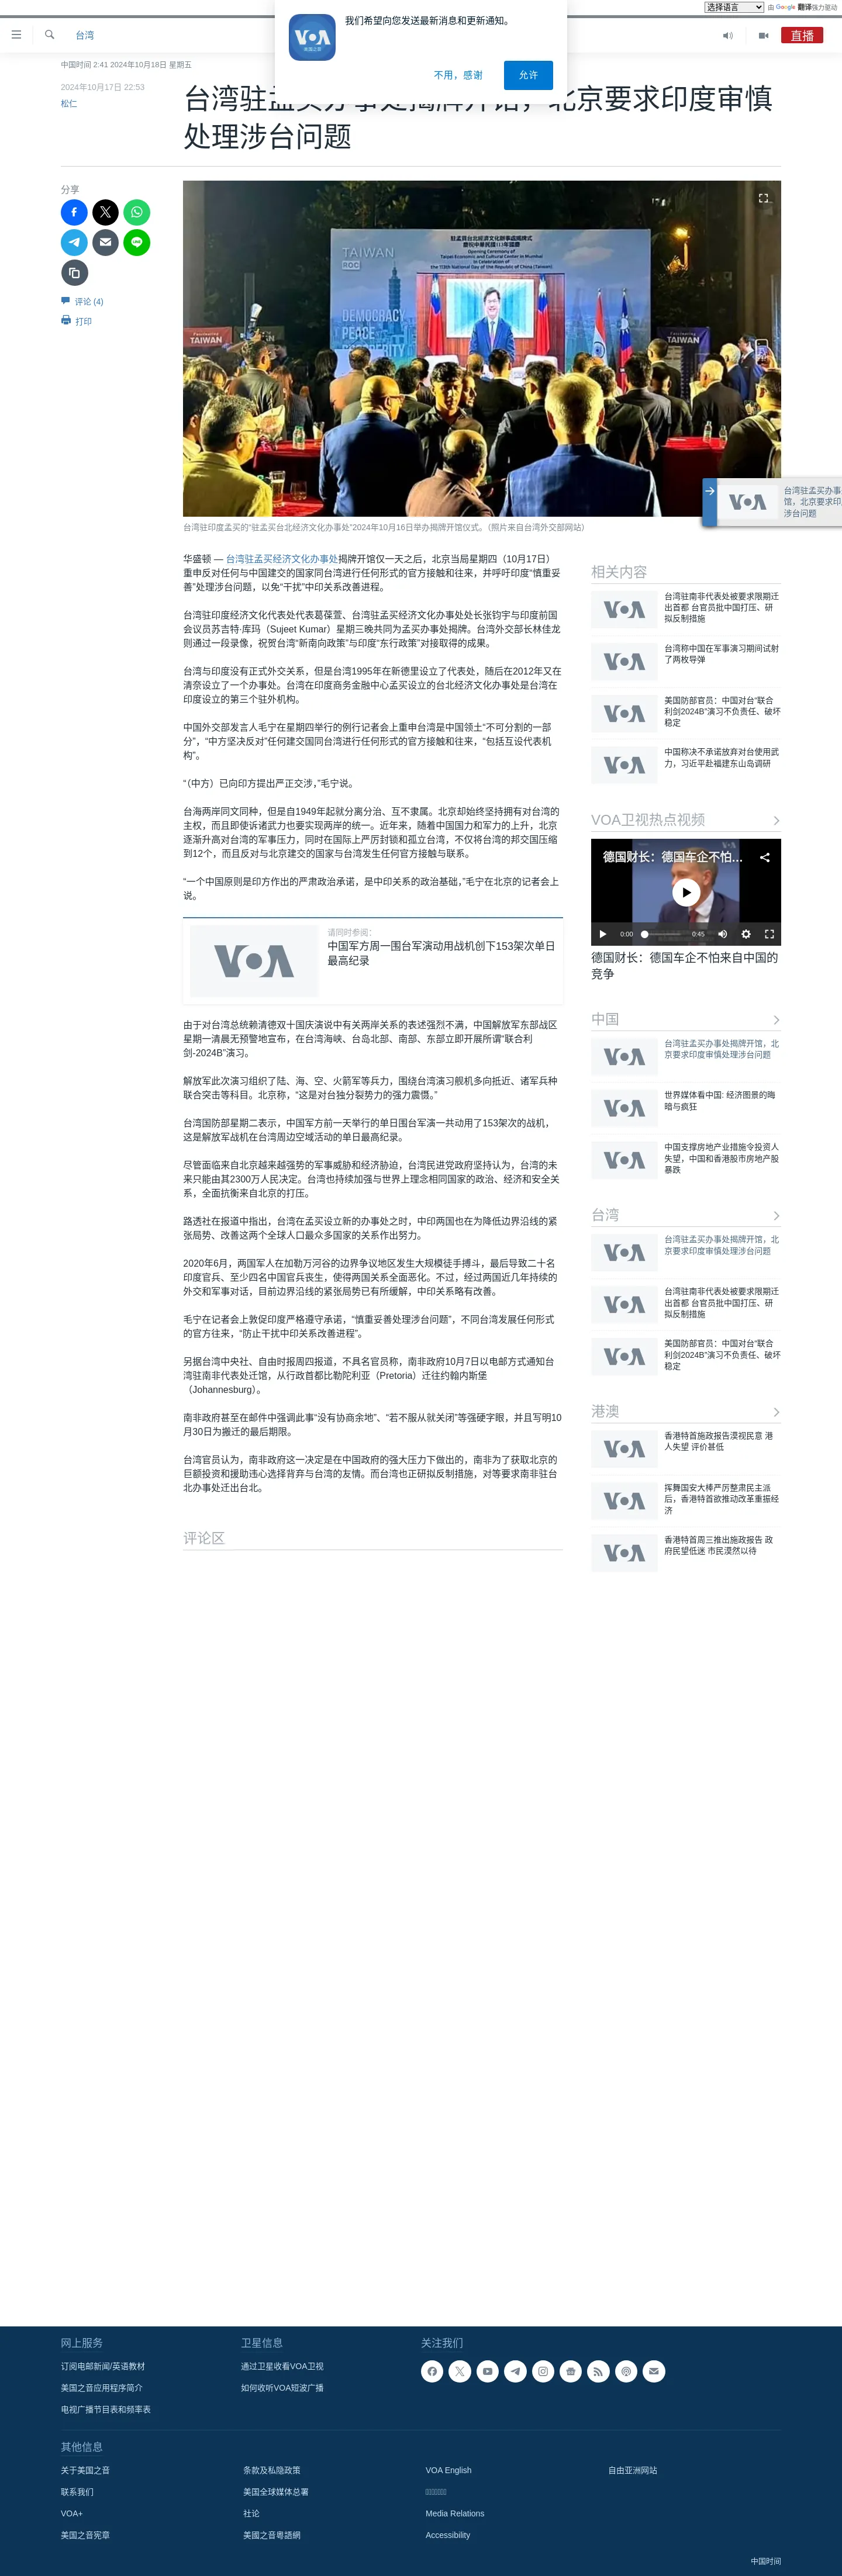 选择语言 由 Google 翻译强力驱动
我们希望向您发送最新消息和更新通知。
不用，感谢 允许
台湾
直播
中国时间 2:41 2024年10月18日 星期五
2024年10月17日 22:53
松仁
台湾驻孟买办事处揭牌开馆，北京要求印度审慎
处理涉台问题
分享
评论 (4)
打印
TAIWAN
ROC
駐孟買台北經濟文化辦事處揭牌式
慶祝中華民國113年國慶
Opening Ceremony of
Taipei Economic and Cultural Center in Mumbai
in Celebration of
the 113th National Day of the Republic of China (Taiwan)
DEMOCRACY
PEACE
PROSPERITY
台湾驻印度孟买的“驻孟买台北经济文化办事处”2024年10月16日举办揭牌开馆仪式。（照片来自台湾外交部网站）
台湾驻孟买办事
馆，北京要求印
涉台问题
华盛顿 — 台湾驻孟买经济文化办事处揭牌开馆仅一天之后，北京当局星期四（10月17日）
重申反对任何与中国建交的国家同台湾进行任何形式的官方接触和往来，并呼吁印度“慎重妥
善”处理涉台问题，以免“干扰”中印关系改善进程。
台湾驻印度经济文化代表处代表葛葆萱、台湾驻孟买经济文化办事处处长张钧宇与印度前国
会议员苏吉特·库玛（Sujeet Kumar）星期三晚共同为孟买办事处揭牌。台湾外交部长林佳龙
则通过一段录像，祝贺台湾“新南向政策”与印度“东行政策”对接取得的成果。
台湾与印度没有正式外交关系，但是台湾1995年在新德里设立了代表处，随后在2012年又在
清奈设立了一个办事处。台湾在印度商务金融中心孟买设立的台北经济文化办事处是台湾在
印度设立的第三个驻外机构。
中国外交部发言人毛宁在星期四举行的例行记者会上重申台湾是中国领土“不可分割的一部
分”，“中方坚决反对”任何建交国同台湾进行任何形式的官方接触和往来，“包括互设代表机
构”。
“（中方）已向印方提出严正交涉，”毛宁说。
台海两岸同文同种，但是自1949年起就分离分治、互不隶属。北京却始终坚持拥有对台湾的
主权，而且即使诉诸武力也要实现两岸的统一。近年来，随着中国国力和军力的上升，北京
逐渐升高对台湾的军事压力，同时在国际上严厉封锁和孤立台湾，不仅将台湾的邦交国压缩
到12个，而且反对与北京建交的国家与台湾发生任何官方接触与联系。
“一个中国原则是印方作出的严肃政治承诺，是中印关系的政治基础，”毛宁在北京的记者会上
说。
VOA
请同时参阅：
中国军方周一围台军演动用战机创下153架次单日
最高纪录
由于对台湾总统赖清德双十国庆演说中有关两岸关系的表述强烈不满，中国解放军东部战区
星期一清晨无预警地宣布，在台湾海峡、台岛北部、南部、东部立即开展所谓“联合利
剑-2024B”演习。
解放军此次演习组织了陆、海、空、火箭军等兵力，围绕台湾演习舰机多向抵近、诸军兵种
联合突击等科目。北京称，“这是对台独分裂势力的强力震慑。”
台湾国防部星期二表示，中国军方前一天举行的单日围台军演一共动用了153架次的战机，
这是解放军战机在台湾周边空域活动的单日最高纪录。
尽管面临来自北京越来越强势的军事威胁和经济胁迫，台湾民进党政府坚持认为，台湾的未
来只能由其2300万人民决定。台湾也持续加强与世界上理念相同国家的政治、经济和安全关
系，全面抗衡来自北京的打压。
路透社在报道中指出，台湾在孟买设立新的办事处之时，中印两国也在为降低边界沿线的紧
张局势、改善这两个全球人口最众多国家的关系作出努力。
2020年6月，两国军人在加勒万河谷的边界争议地区发生大规模徒手搏斗，最后导致二十名
印度官兵、至少四名中国官兵丧生，使得两国关系全面恶化。不过，经过两国近几年持续的
外交和军事对话，目前边界沿线的紧张局势已有所缓解，中印关系略有改善。
毛宁在记者会上敦促印度严格遵守承诺，“慎重妥善处理涉台问题”，不同台湾发展任何形式
的官方往来，“防止干扰中印关系改善进程”。
另据台湾中央社、自由时报周四报道，不具名官员称，南非政府10月7日以电邮方式通知台
湾驻南非代表处迁馆，从行政首都比勒陀利亚（Pretoria）迁往约翰内斯堡
（Johannesburg）。
南非政府甚至在邮件中强调此事“没有协商余地”、“若不服从就关闭”等强硬字眼，并且写明10
月30日为搬迁的最后期限。
台湾官员认为，南非政府这一决定是在中国政府的强大压力下做出的，南非为了获取北京的
巨额投资和援助违心选择背弃与台湾的友情。而台湾也正研拟反制措施，对等要求南非驻台
北办事处迁出台北。
评论区
相关内容
台湾驻南非代表处被要求限期迁
出首都 台官员批中国打压、研
拟反制措施
台湾称中国在军事演习期间试射
了两枚导弹
美国防部官员：中国对台“联合
利剑2024B”演习不负责任、破坏
稳定
中国称决不承诺放弃对台使用武
力，习近平赴福建东山岛调研
VOA卫视热点视频
德国财长：德国车企不怕...
0:00 0:45
德国财长：德国车企不怕来自中国的
竞争
中国
台湾驻孟买办事处揭牌开馆，北
京要求印度审慎处理涉台问题
世界媒体看中国: 经济图景的晦
暗与疯狂
中国支撑房地产业措施令投资人
失望，中国和香港股市房地产股
暴跌
台湾
台湾驻孟买办事处揭牌开馆，北
京要求印度审慎处理涉台问题
台湾驻南非代表处被要求限期迁
出首都 台官员批中国打压、研
拟反制措施
美国防部官员：中国对台“联合
利剑2024B”演习不负责任、破坏
稳定
港澳
香港特首施政报告漠视民意 港
人失望 评价甚低
挥舞国安大棒严厉整肃民主派
后，香港特首欲推动改革重振经
济
香港特首周三推出施政报告 政
府民望低迷 市民漠然以待
网上服务
订阅电邮新闻/英语教材
美国之音应用程序简介
电视广播节目表和频率表
卫星信息
通过卫星收看VOA卫视
如何收听VOA短波广播
关注我们
其他信息
关于美国之音
联系我们
VOA+
美国之音宪章
条款及私隐政策
美国全球媒体总署
社论
美國之音粵語網
VOA English
Media Relations
Accessibility
自由亚洲网站
中国时间